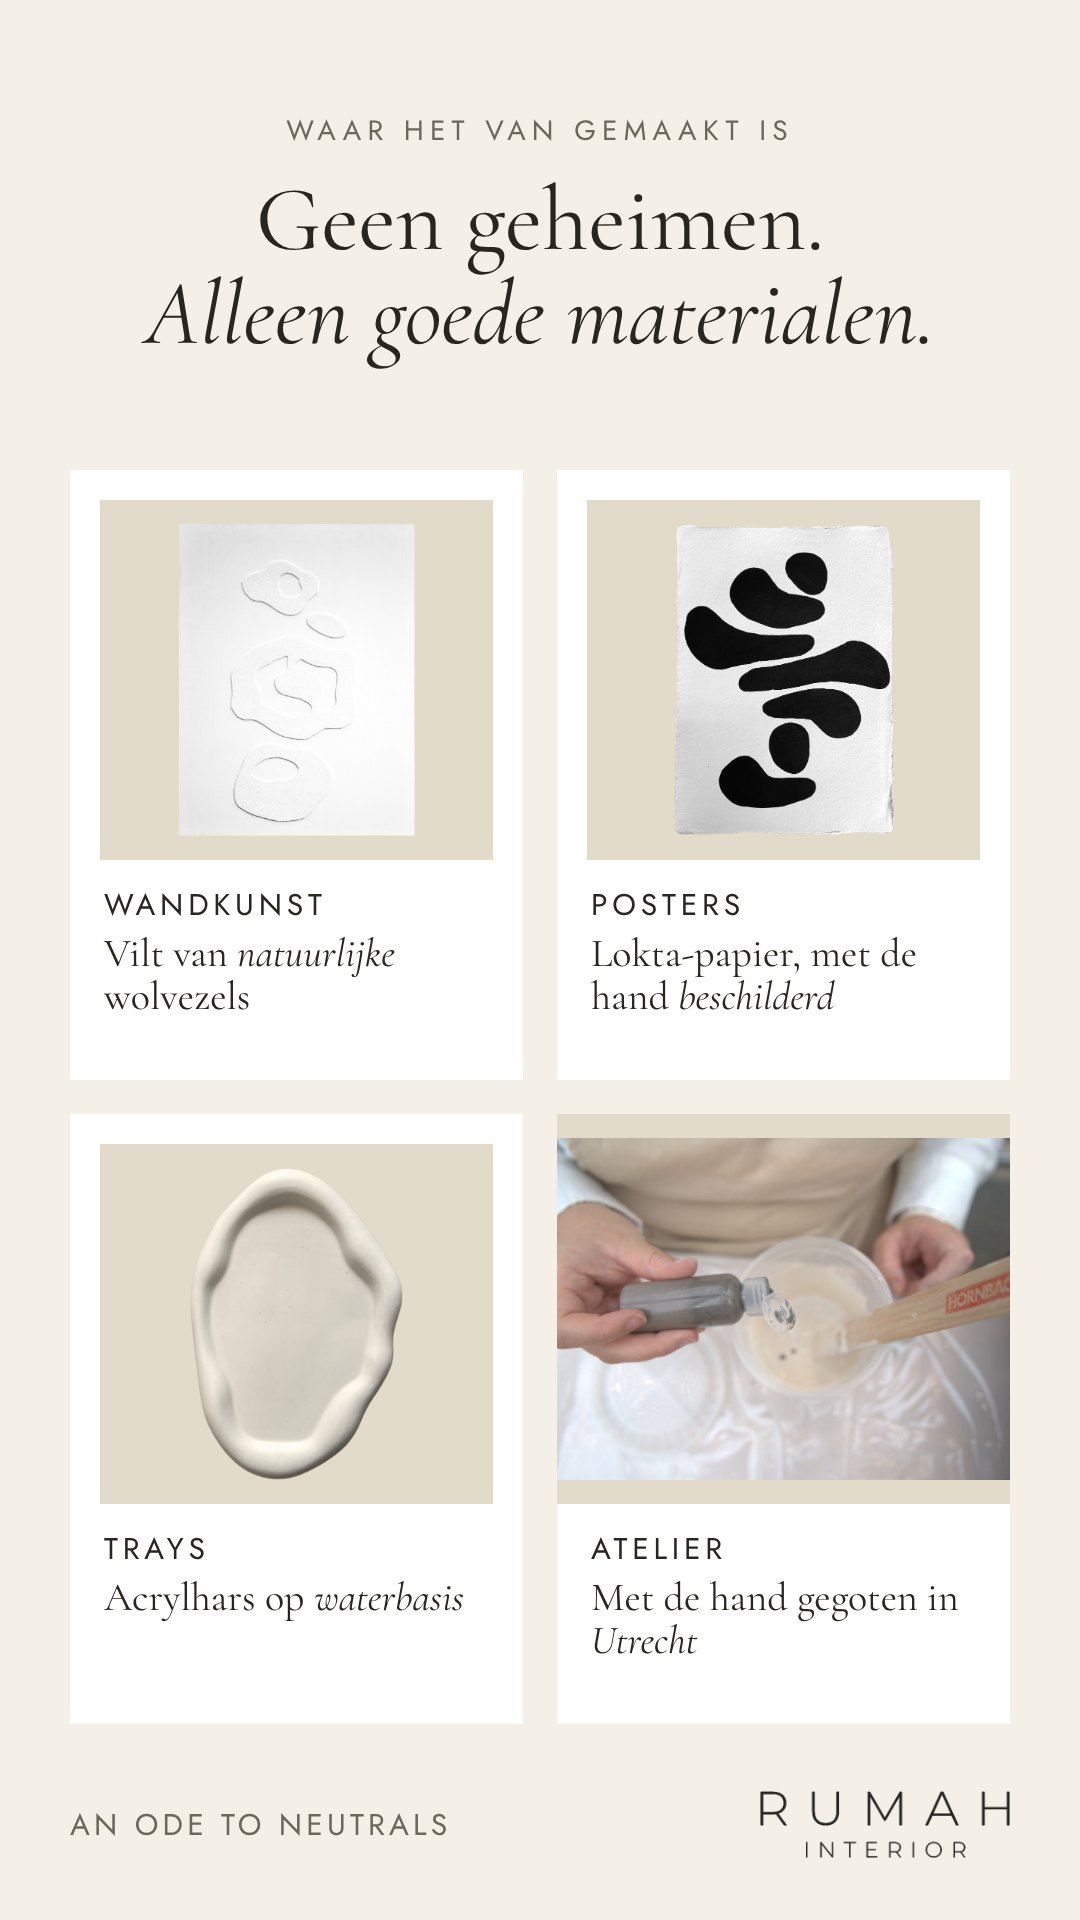 WAAR HET VAN GEMAAKT IS
Geen geheimen.
Alleen goede materialen.
WANDKUNST
Vilt van natuurlijke
wolvezels
POSTERS
Lokta-papier, met de
hand beschilderd
TRAYS
Acrylhars op waterbasis
HORNBAC
ATELIER
Met de hand gegoten in
Utrecht
AN ODE TO NEUTRALS
RUMAH
INTERIOR